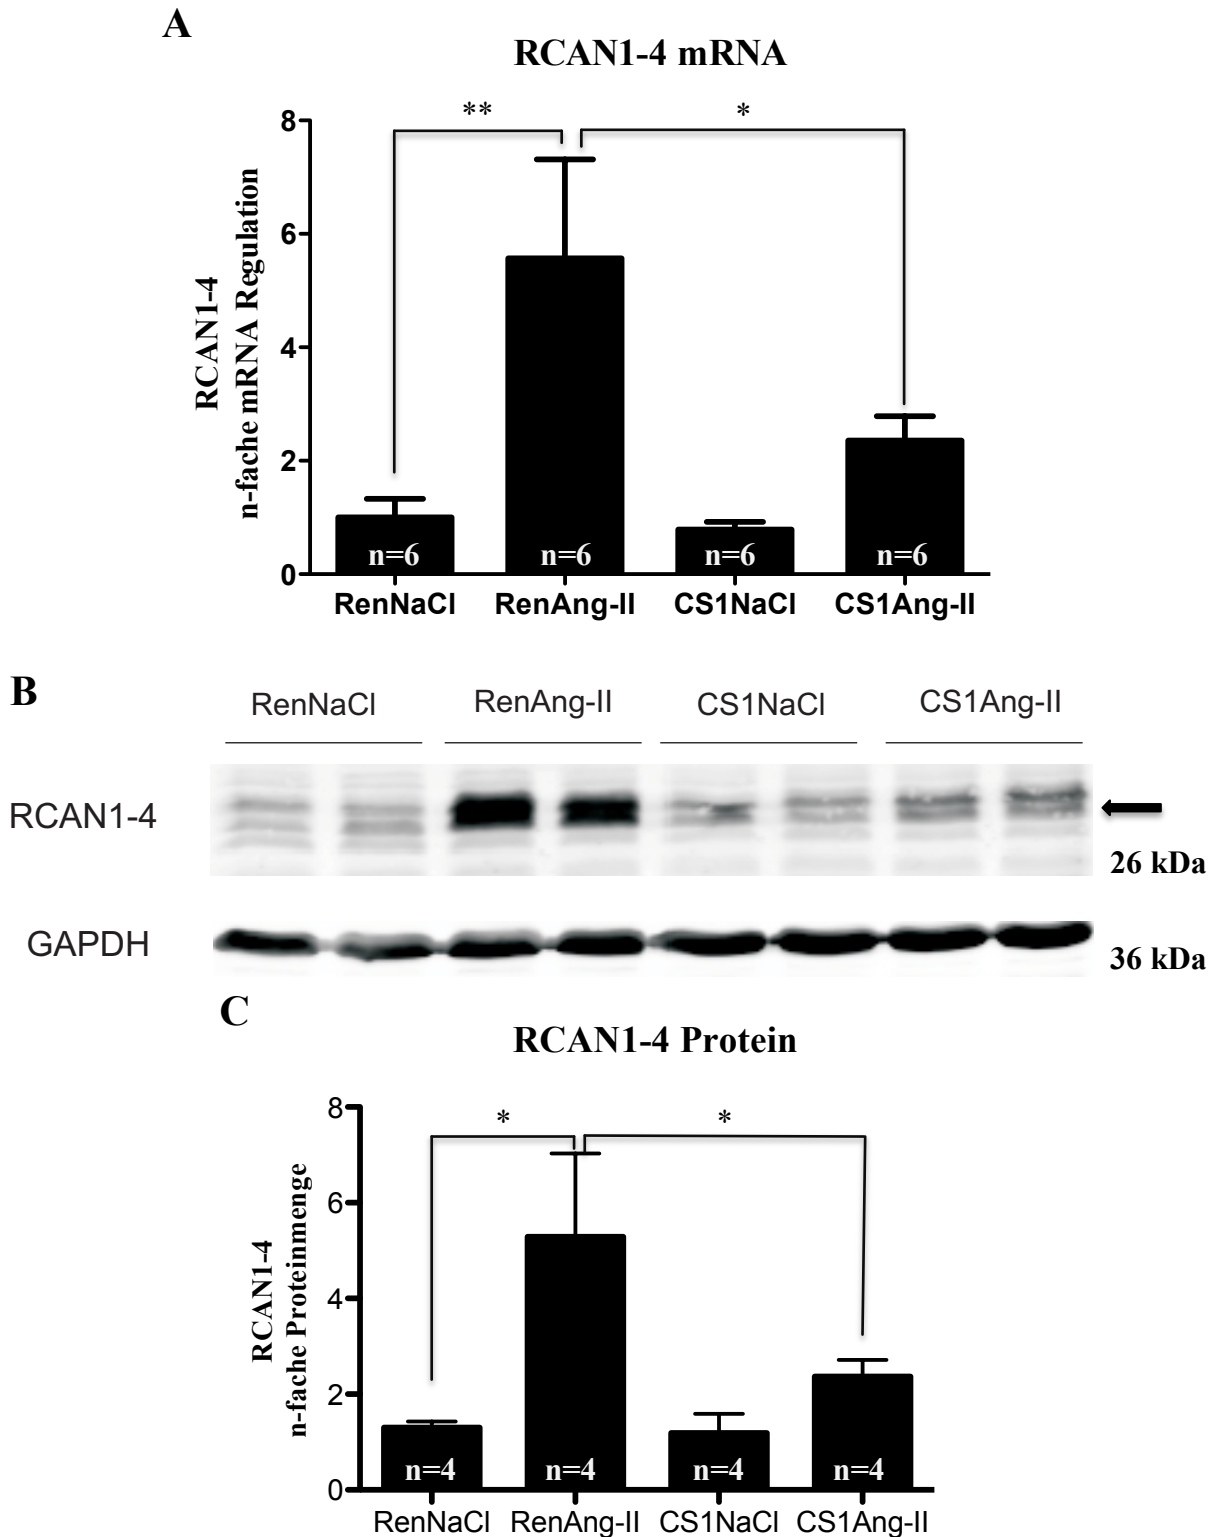 A
RCAN1-4 mRNA
**
*
RCAN1-4
n-fache mRNA Regulation
8
6
4
2
0
n=6
n=6
n=6
n=6
RenNaCl
RenAng-II
CS1NaCl
CS1Ang-II
B
RenNaCl
RenAng-II
CS1NaCl
CS1Ang-II
RCAN1-4
26 kDa
GAPDH
36 kDa
C
RCAN1-4 Protein
*
*
RCAN1-4
n-fache Proteinmenge
8
6
4
2
0
n=4
n=4
n=4
n=4
RenNaCl
RenAng-II
CS1NaCl
CS1Ang-II